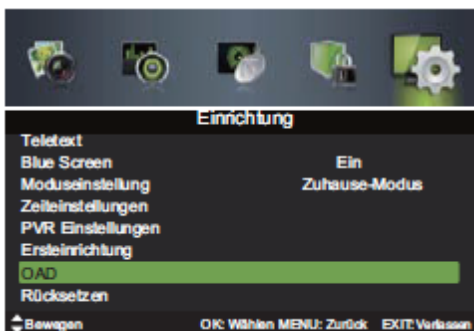 Einrichtung
Teletext
Blue Screen Ein
Moduseinstellung Zuhause-Modus
Zeiteinstellungen
PVR Einstellungen
Ersteinrichtung
OAD
Rücksetzen
Bewegen OK: Wählen MENU: Zurück EXIT: Verlassen